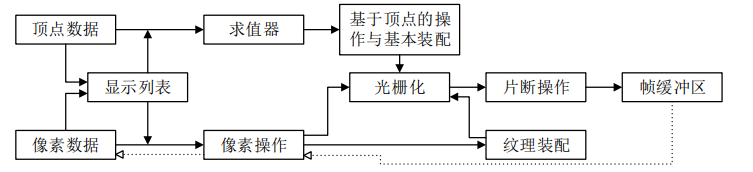 顶点数据
求值器
基于顶点的操
作与基本装配
显示列表
光栅化
片断操作
帧缓冲区
像素数据
像素操作
纹理装配